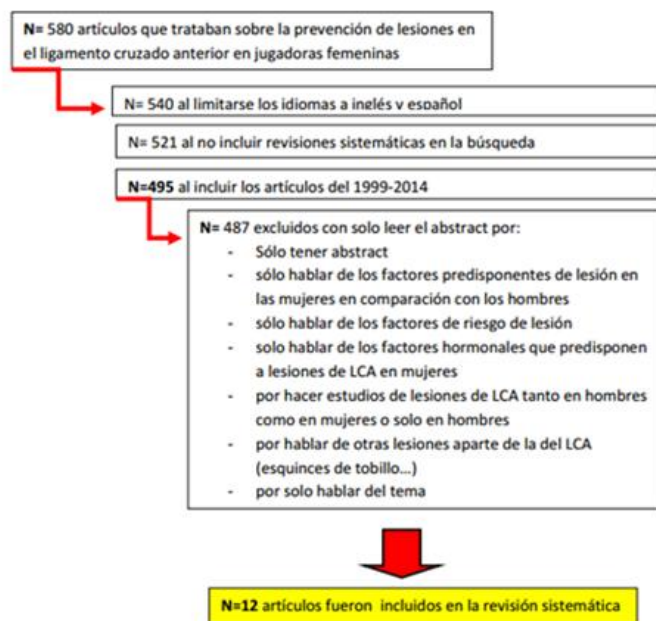 N= 580 artículos que trataban sobre la prevención de lesiones en
el ligamento cruzado anterior en jugadoras femeninas
N= 540 al limitarse los idiomas a inglés y español
N= 521 al no incluir revisiones sistemáticas en la búsqueda
N=495 al incluir los artículos del 1999-2014
N= 487 excluidos con solo leer el abstract por:
- Sólo tener abstract
- sólo hablar de los factores predisponentes de lesión en
las mujeres en comparación con los hombres
- sólo hablar de los factores de riesgo de lesión
- solo hablar de los factores hormonales que predisponen
a lesiones de LCA en mujeres
- por hacer estudios de lesiones de LCA tanto en hombres
como en mujeres o solo en hombres
- por hablar de otras lesiones aparte de la del LCA
(esquinces de tobillo...)
- por solo hablar del tema
N=12 artículos fueron incluidos en la revisión sistemática